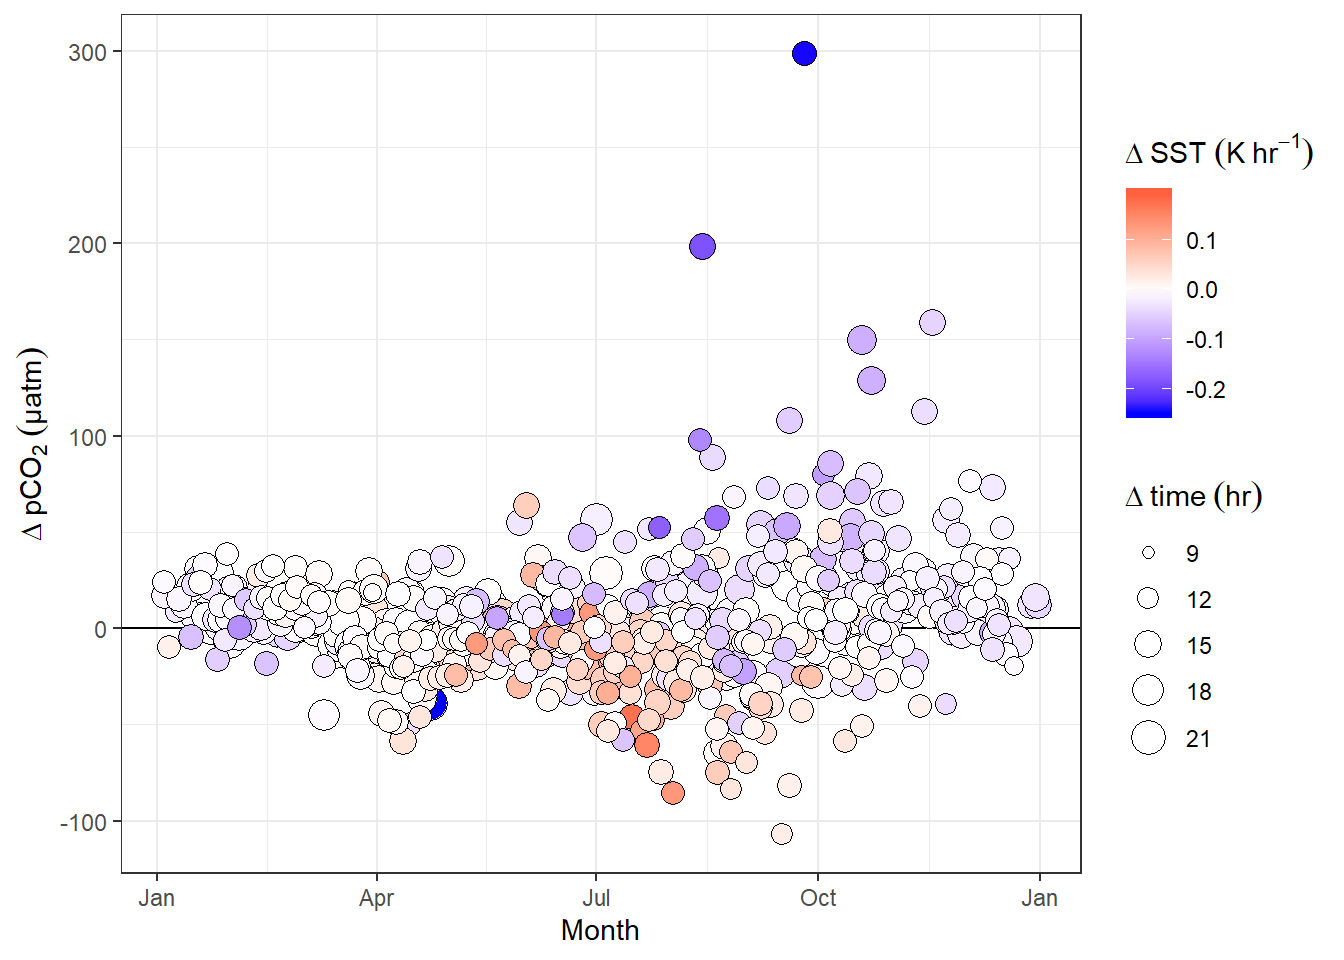 300
200
100
0
-100
Δ pCO₂ (µatm)
Jan
Apr
Jul
Oct
Jan
Month
Δ SST (K hr⁻¹)
0.1
0.0
-0.1
-0.2
Δ time (hr)
9
12
15
18
21